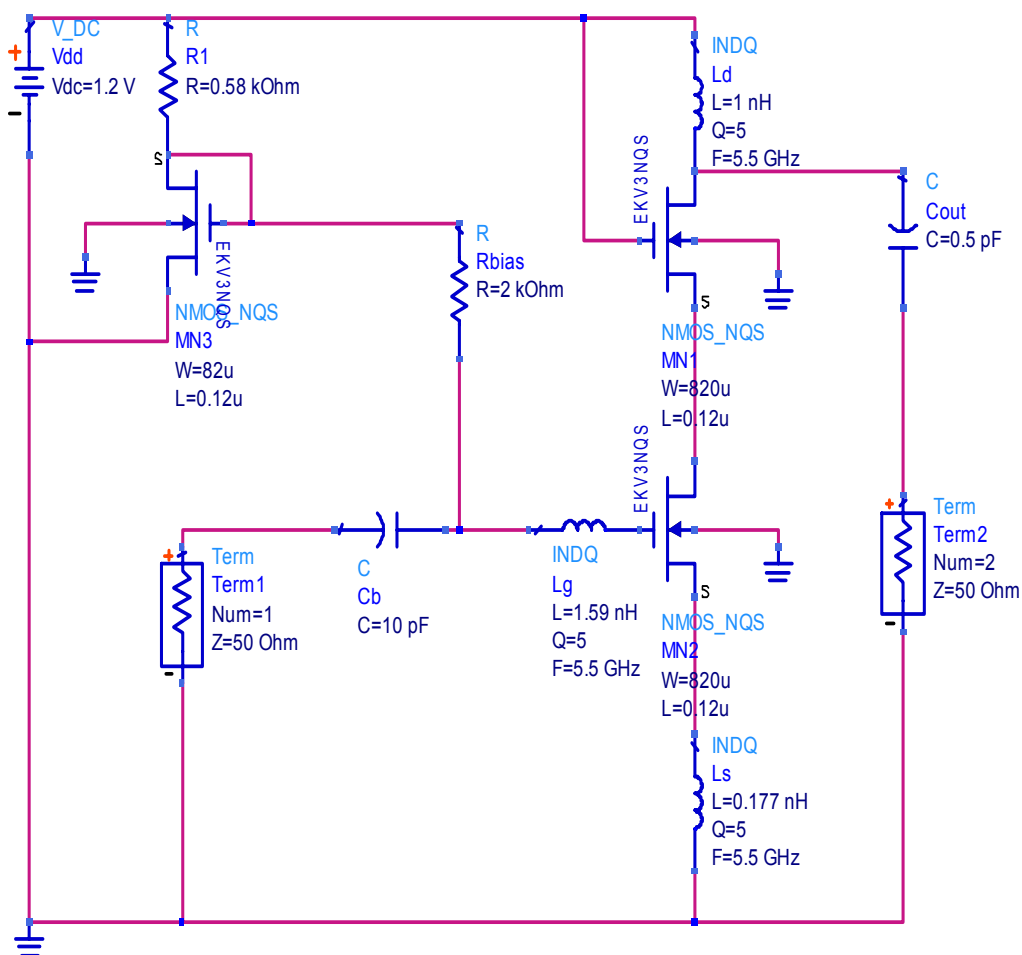 V_DC
Vdd
Vdc=1.2 V
+
-
R
R1
R=0.58 kOhm
INDQ
Ld
L=1 nH
Q=5
F=5.5 GHz
S
EKV3NQS
C
Cout
C=0.5 pF
EKV3NQS
R
Rbias
R=2 kOhm
S
NMOS_NQS
MN3
W=82u
L=0.12u
NMOS_NQS
MN1
W=820u
L=0.12u
EKV3NQS
+
Term
Term1
Num=1
Z=50 Ohm
-
C
Cb
C=10 pF
INDQ
Lg
L=1.59 nH
Q=5
F=5.5 GHz
S
NMOS_NQS
MN2
W=820u
L=0.12u
+
Term
Term2
Num=2
Z=50 Ohm
-
INDQ
Ls
L=0.177 nH
Q=5
F=5.5 GHz